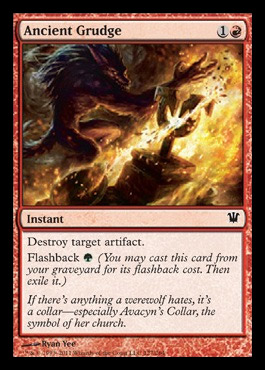 Ancient Grudge 1
Instant
Destroy target artifact.
Flashback (You may cast this card from
your graveyard for its flashback cost. Then
exile it.)
If there's anything a werewolf hates, it's
a collar—especially Avacyn's Collar, the
symbol of her church.
Ryan Yee